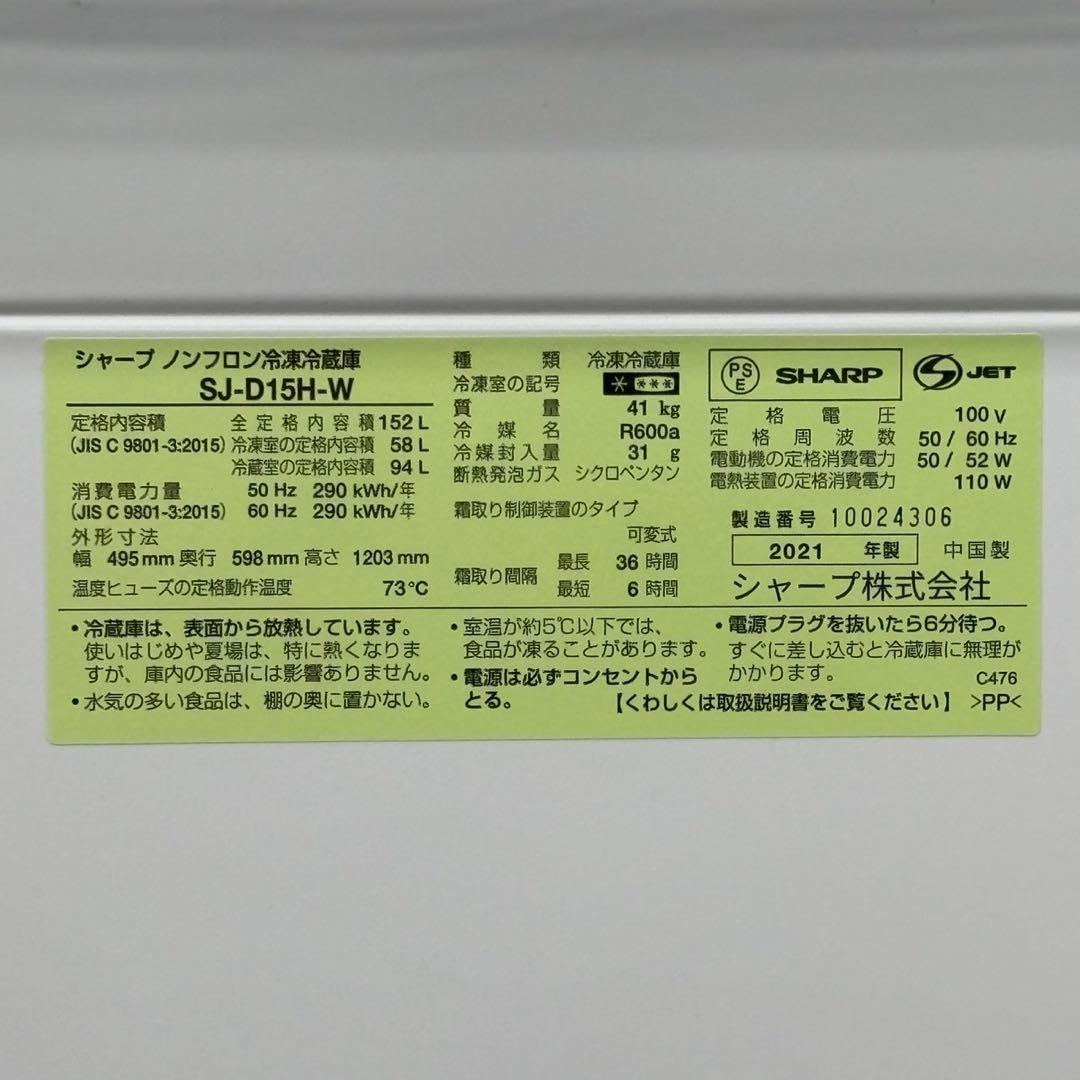 シャープ ノンフロン冷凍冷蔵庫
SJ-D15H-W
定格内容積 全定格内容積 152 L
(JIS C 9801-3:2015) 冷凍室の定格内容積 58 L
冷蔵室の定格内容積 94 L
消費電力量 50 Hz 290 kWh/年
(JIS C 9801-3:2015) 60 Hz 290 kWh/年
外形寸法
幅 495 mm 奥行 598 mm 高さ 1203 mm
温度ヒューズの定格動作温度 73℃
種類 冷凍冷蔵庫
冷凍室の記号 * ***
質量 41 kg
冷媒名 R600a
冷媒封入量 31 g
断熱発泡ガス シクロペンタン
霜取り制御装置のタイプ
可変式
霜取り間隔 最長 36 時間
最短 6 時間
PS E SHARP S JET
定格電圧 100 V
定格周波数 50 / 60 Hz
電動機の定格消費電力 50 / 52 W
電熱装置の定格消費電力 110 W
製造番号 10024306
2021 年製 中国製
シャープ株式会社
・冷蔵庫は、表面から放熱しています。
使いはじめや夏場は、特に熱くなりま
すが、庫内の食品には影響ありません。
・水気の多い食品は、棚の奥に置かない。
・室温が約5℃以下では、
食品が凍ることがあります。
・電源は必ずコンセントから
とる。
・電源プラグを抜いたら6分待つ。
すぐに差し込むと冷蔵庫に無理が
かかります。 C476
【くわしくは取扱説明書をご覧ください】 >PP<